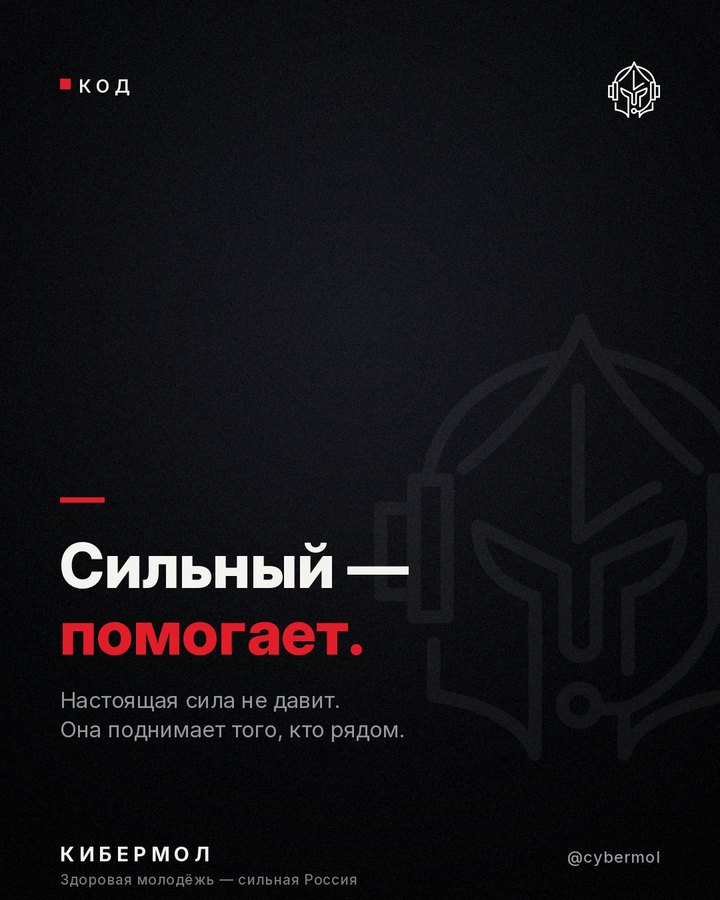 КОД
Сильный —
помогает.
Настоящая сила не давит.
Она поднимает того, кто рядом.
КИБЕРМОЛ
@cybermol
Здоровая молодёжь — сильная Россия